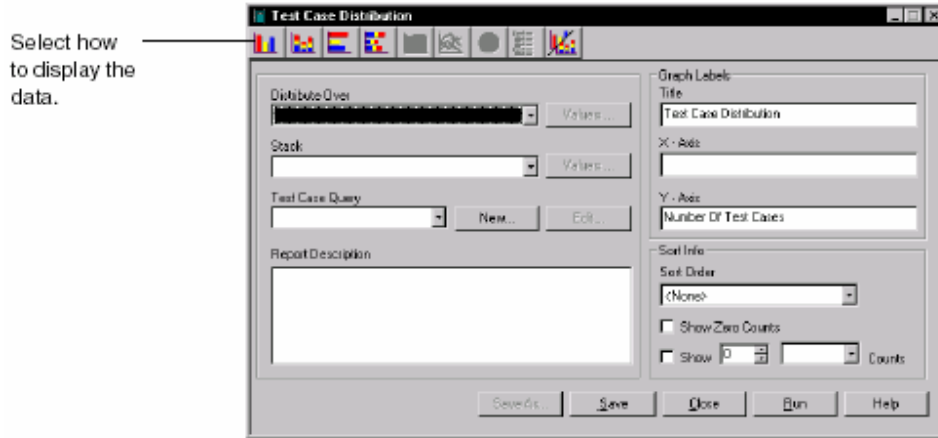 Select how
to display the
data.
Test Case Distribution
Distribute Over
Values...
Stack
Values...
Test Case Query
New...
Edit...
Report Description
Graph Labels
Title
Test Case Distribution
X - Axis
Y - Axis
Number Of Test Cases
Sort Info
Sort Order
<None>
Show Zero Counts
Show 0 Counts
Save As...
Save
Close
Run
Help